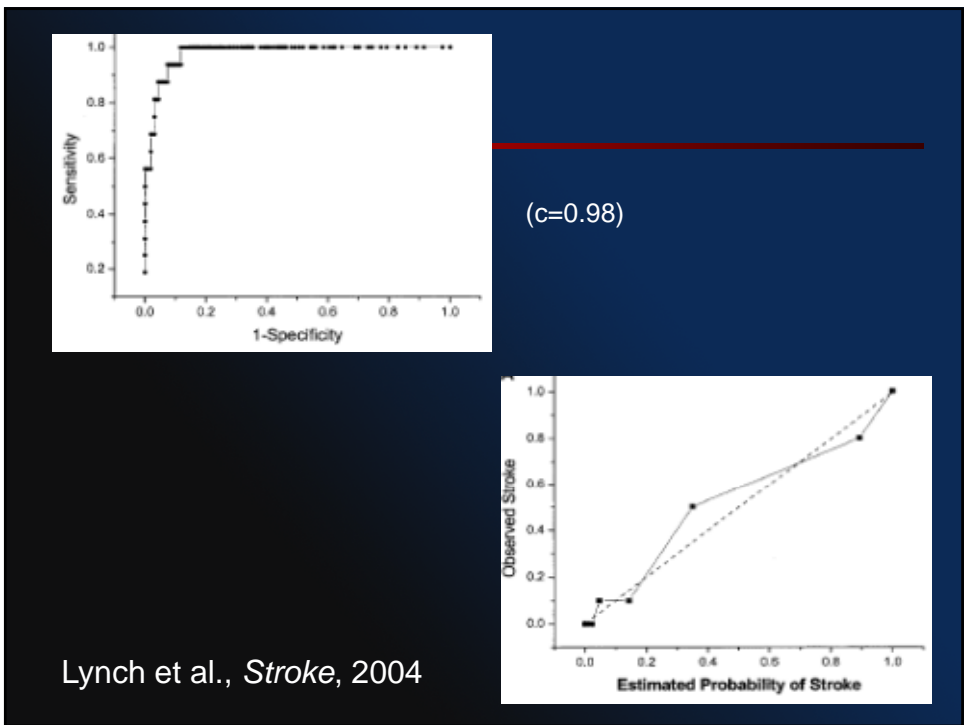 1.0
0.8
0.6
0.4
0.2
Sensitivity
0.0 0.2 0.4 0.6 0.8 1.0
1-Specificity
(c=0.98)
1.0
0.8
0.6
0.4
0.2
0.0
Observed Stroke
0.0 0.2 0.4 0.6 0.8 1.0
Estimated Probability of Stroke
Lynch et al., Stroke, 2004